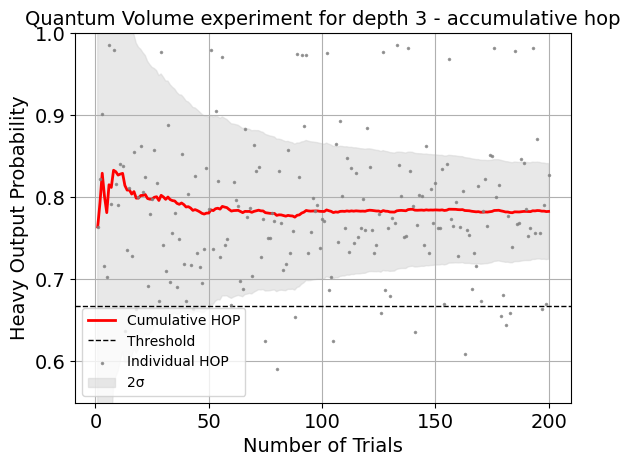 Quantum Volume experiment for depth 3 - accumulative hop
1.0
0.9
0.8
0.7
0.6
Heavy Output Probability
Cumulative HOP
Threshold
Individual HOP
2σ
0 50 100 150 200
Number of Trials